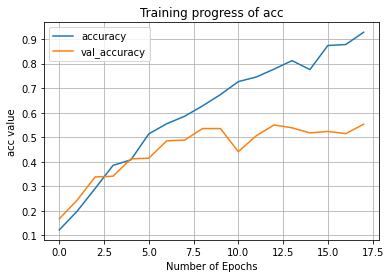 Training progress of acc
accuracy
val_accuracy
acc value
0.9
0.8
0.7
0.6
0.5
0.4
0.3
0.2
0.1
0.0 2.5 5.0 7.5 10.0 12.5 15.0 17.5
Number of Epochs